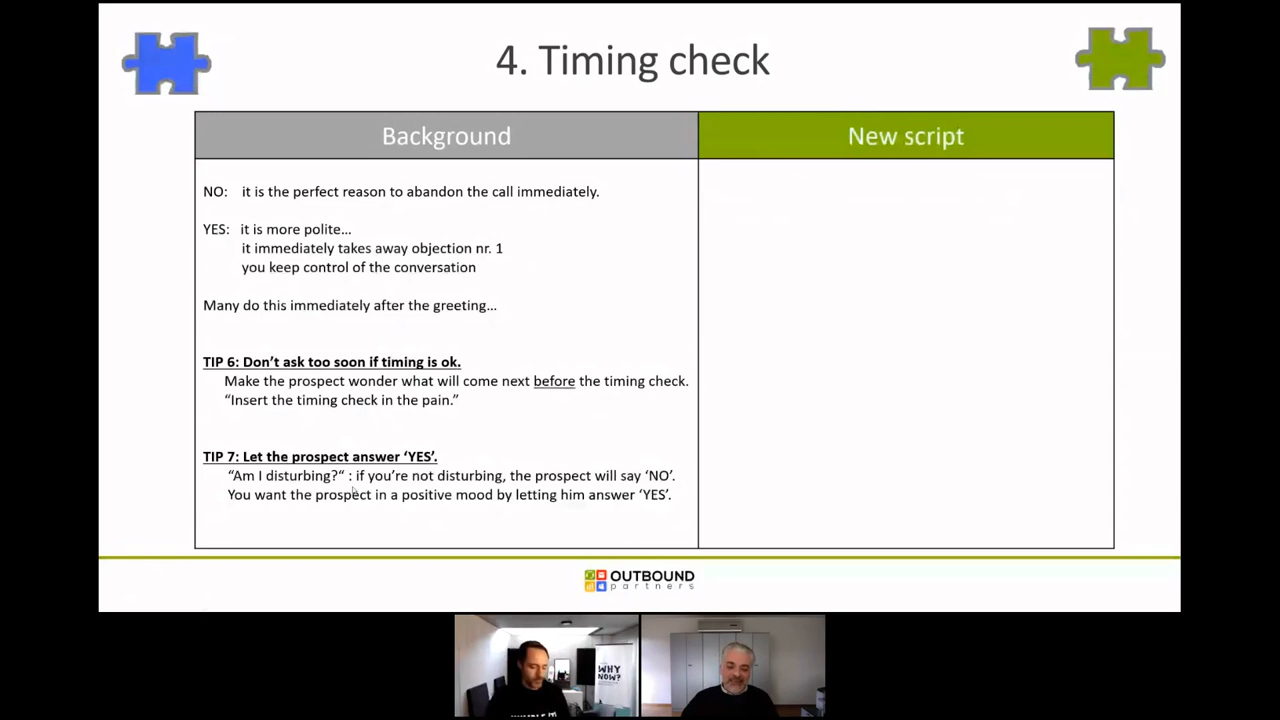 4. Timing check
Background
New script
NO: it is the perfect reason to abandon the call immediately.
YES: it is more polite…
it immediately takes away objection nr. 1
you keep control of the conversation
Many do this immediately after the greeting…
TIP 6: Don’t ask too soon if timing is ok.
Make the prospect wonder what will come next before the timing check.
“Insert the timing check in the pain.”
TIP 7: Let the prospect answer ‘YES’.
“Am I disturbing?“ : if you’re not disturbing, the prospect will say ‘NO’.
You want the prospect in a positive mood by letting him answer ‘YES’.
OUTBOUND
partners
WHY
NOW?